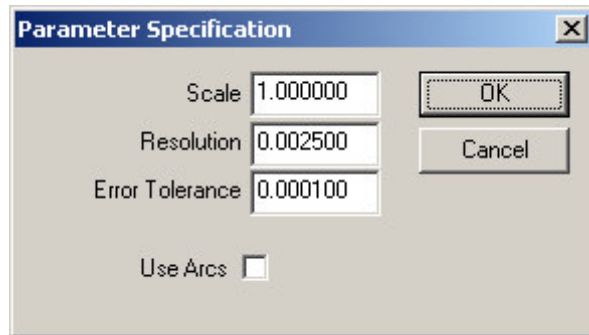 Parameter Specification
Scale 1.000000
OK
Resolution 0.002500
Cancel
Error Tolerance 0.000100
Use Arcs